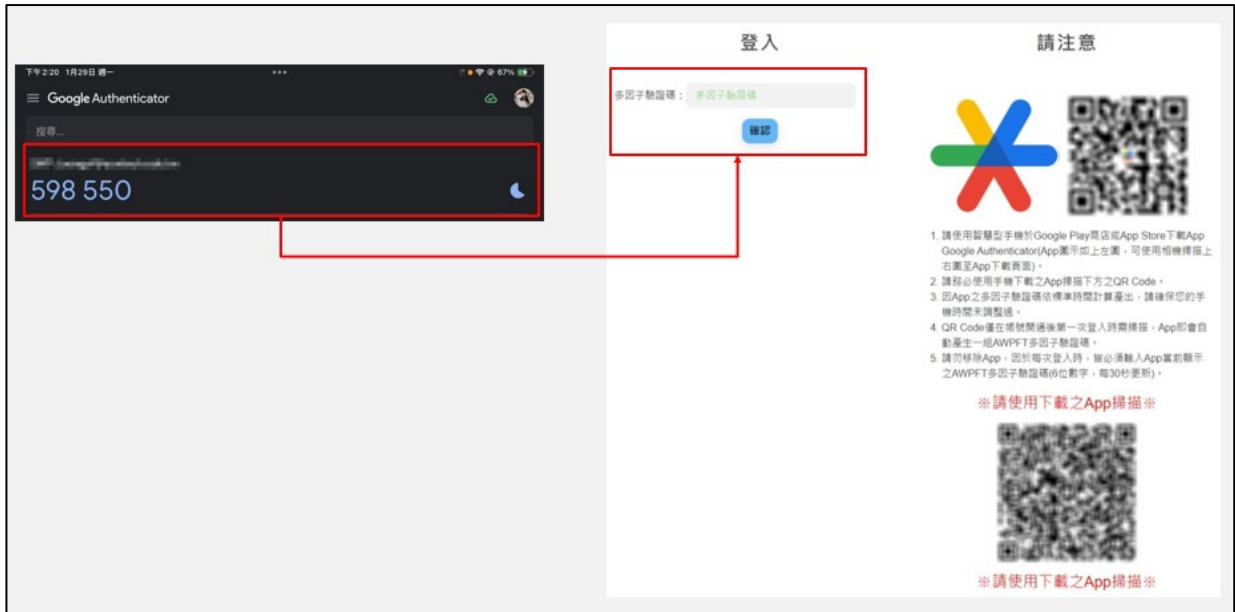 下午2:20 1月29日 週一
67%
Google Authenticator
搜尋...
598 550
登入
多因子驗證碼：
多因子驗證碼
確認
請注意
1. 請使用智慧型手機於Google Play商店或App Store下載App
Google Authenticator(App圖示如上左圖，可使用相機掃描上
右圖至App下載頁面)。
2. 請務必使用手機下載之App掃描下方之QR Code。
3. 因App之多因子驗證碼依標準時間計算產出，請確保您的手
機時間未調整過。
4. QR Code僅在帳號開通後第一次登入時需掃描，App即會自
動產生一組AWPFT多因子驗證碼。
5. 請勿移除App，因於每次登入時，皆必須輸入App當前顯示
之AWPFT多因子驗證碼(6位數字，每30秒更新)。
※請使用下載之App掃描※
※請使用下載之App掃描※